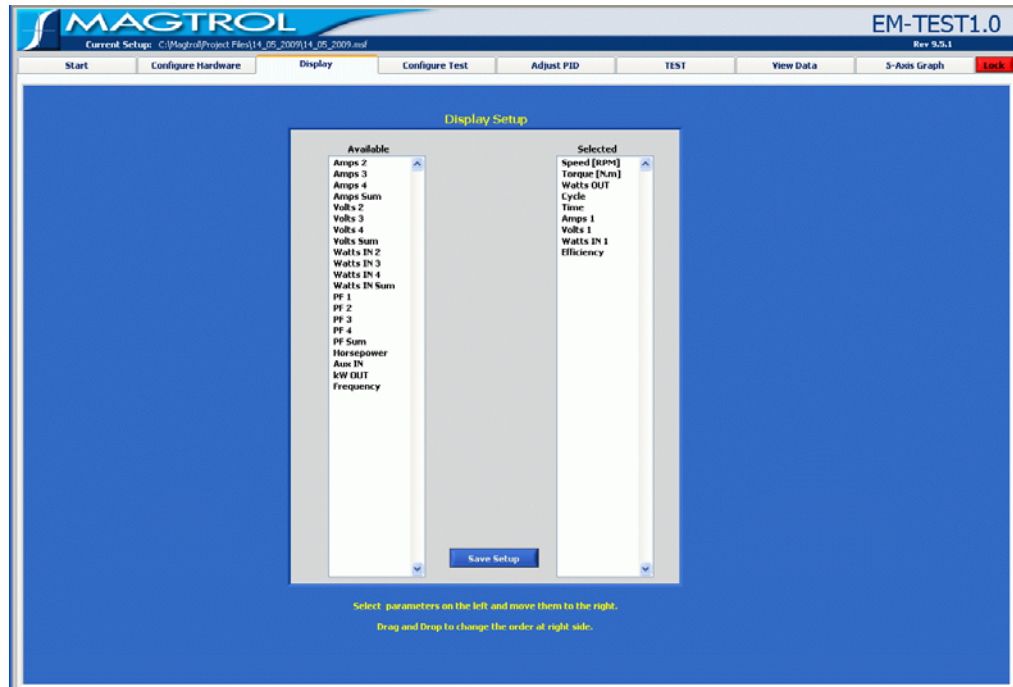 MAGTROL
EM-TEST1.0
Current Setup: C:\Magtrol\Project Files\14_05_2009\14_05_2009.msf
Rev 9.5.1
Start
Configure Hardware
Display
Configure Test
Adjust PID
TEST
View Data
5-Axis Graph
Lock
Display Setup
Available
Amps 2
Amps 3
Amps 4
Amps Sum
Volts 2
Volts 3
Volts 4
Volts Sum
Watts IN 2
Watts IN 3
Watts IN 4
Watts IN Sum
PF 1
PF 2
PF 3
PF 4
PF Sum
Horsepower
Aux IN
kW OUT
Frequency
Selected
Speed [RPM]
Torque [N.m]
Watts OUT
Cycle
Time
Amps 1
Volts 1
Watts IN 1
Efficiency
Save Setup
Select parameters on the left and move them to the right.
Drag and Drop to change the order at right side.